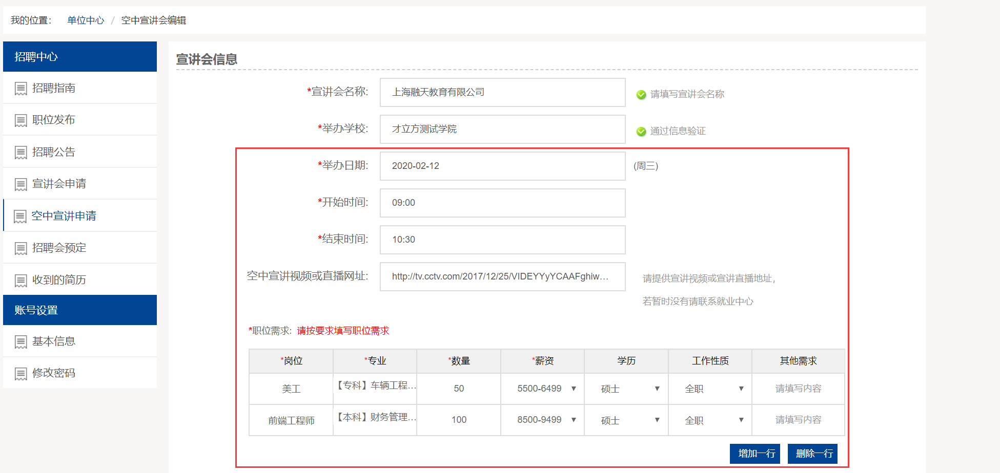 我的位置： 单位中心 / 空中宣讲会编辑
招聘中心
招聘指南
职位发布
招聘公告
宣讲会申请
空中宣讲申请
招聘会预定
收到的简历
账号设置
基本信息
修改密码
宣讲会信息
*宣讲会名称: 上海融天教育有限公司 请填写宣讲会名称
*举办学校: 才立方测试学院 通过信息验证
*举办日期: 2020-02-12 (周三)
*开始时间: 09:00
*结束时间: 10:30
空中宣讲视频或直播网址: http://tv.cctv.com/2017/12/25/VIDEYYyYCAAFghiw... 请提供宣讲视频或宣讲直播地址,
若暂时没有请联系就业中心
*职位需求: 请按要求填写职位需求
*岗位 *专业 *数量 *薪资 学历 工作性质 其他需求
美工 【专科】车辆工程... 50 5500-6499 ▼ 硕士 ▼ 全职 ▼ 请填写内容
前端工程师 【本科】财务管理... 100 8500-9499 ▼ 硕士 ▼ 全职 ▼ 请填写内容
增加一行 删除一行